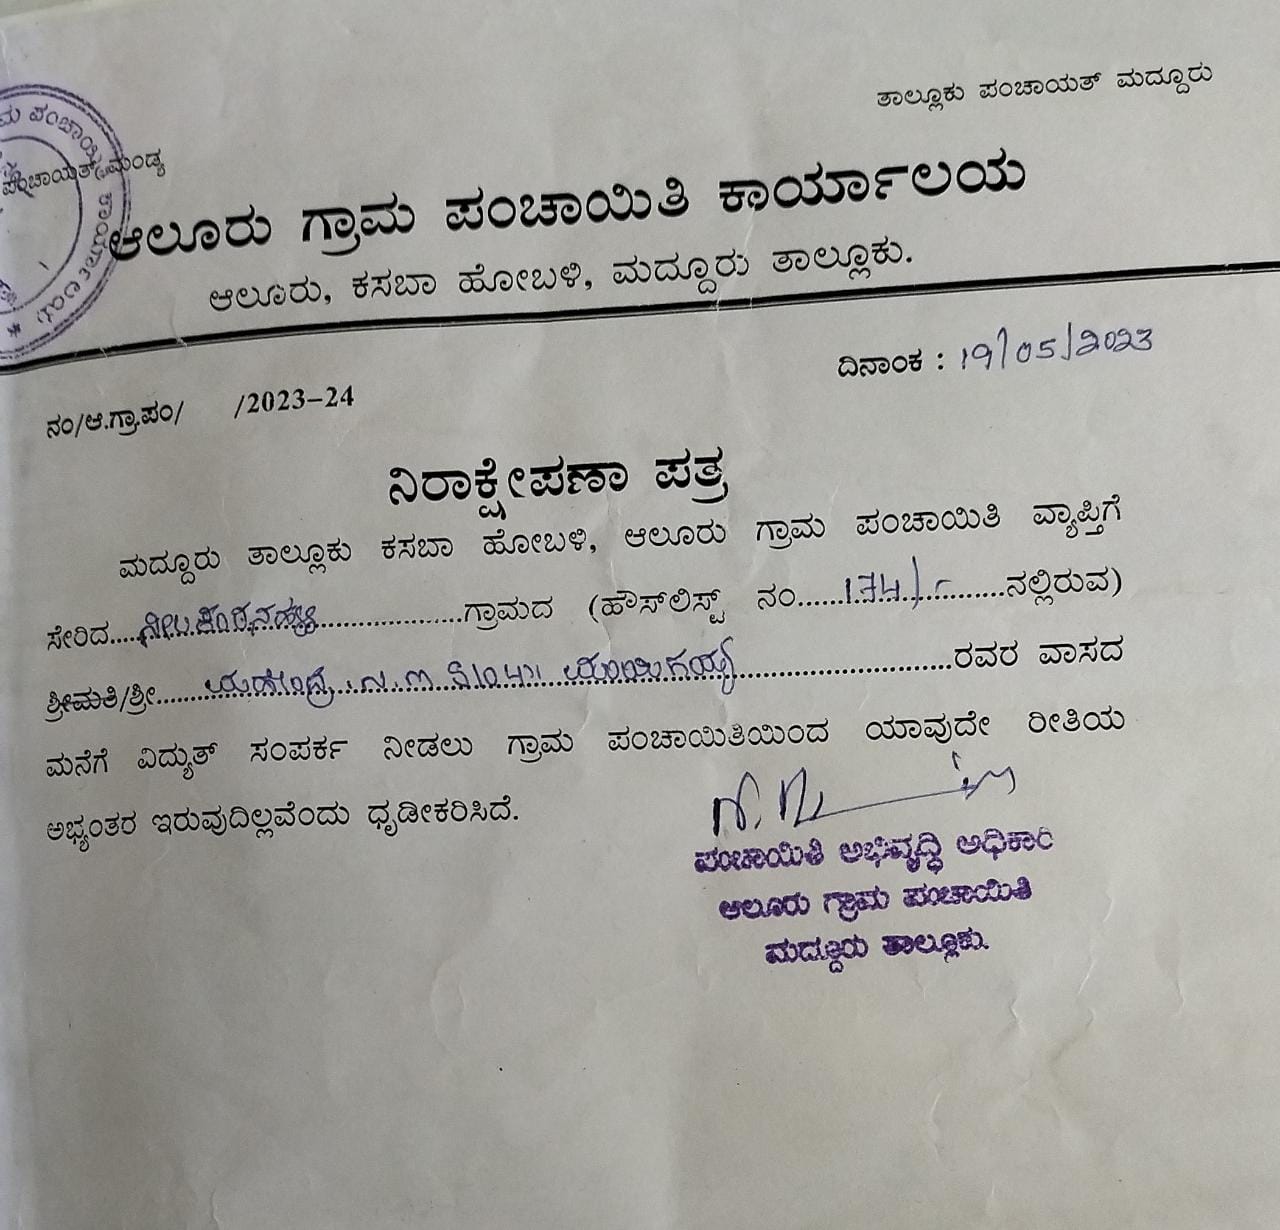 ತಾಲ್ಲೂಕು ಪಂಚಾಯತ್ ಮದ್ದೂರು
ಪಂಚಾಯತ್ ಮಂಡ್ಯ
ಆಲೂರು ಗ್ರಾಮ ಪಂಚಾಯಿತಿ ಕಾರ್ಯಾಲಯ
ಆಲೂರು, ಕಸಬಾ ಹೋಬಳಿ, ಮದ್ದೂರು ತಾಲ್ಲೂಕು.
ನಂ/ಆ.ಗ್ರಾ.ಪಂ/ /2023-24 ದಿನಾಂಕ : 19/05/2023
ನಿರಾಕ್ಷೇಪಣಾ ಪತ್ರ
ಮದ್ದೂರು ತಾಲ್ಲೂಕು ಕಸಬಾ ಹೋಬಳಿ, ಆಲೂರು ಗ್ರಾಮ ಪಂಚಾಯಿತಿ ವ್ಯಾಪ್ತಿಗೆ
ಸೇರಿದ..........ಗ್ರಾಮದ (ಹೌಸ್‌ಲಿಸ್ಟ್ ನಂ..........ನಲ್ಲಿರುವ)
ಶ್ರೀಮತಿ/ಶ್ರೀ..........ರವರ ವಾಸದ
ಮನೆಗೆ ವಿದ್ಯುತ್ ಸಂಪರ್ಕ ನೀಡಲು ಗ್ರಾಮ ಪಂಚಾಯಿತಿಯಿಂದ ಯಾವುದೇ ರೀತಿಯ
ಅಭ್ಯಂತರ ಇರುವುದಿಲ್ಲವೆಂದು ಧೃಡೀಕರಿಸಿದೆ.
ಪಂಚಾಯಿತಿ ಅಭಿವೃದ್ಧಿ ಅಧಿಕಾರಿ
ಆಲೂರು ಗ್ರಾಮ ಪಂಚಾಯಿತಿ
ಮದ್ದೂರು ತಾಲ್ಲೂಕು.